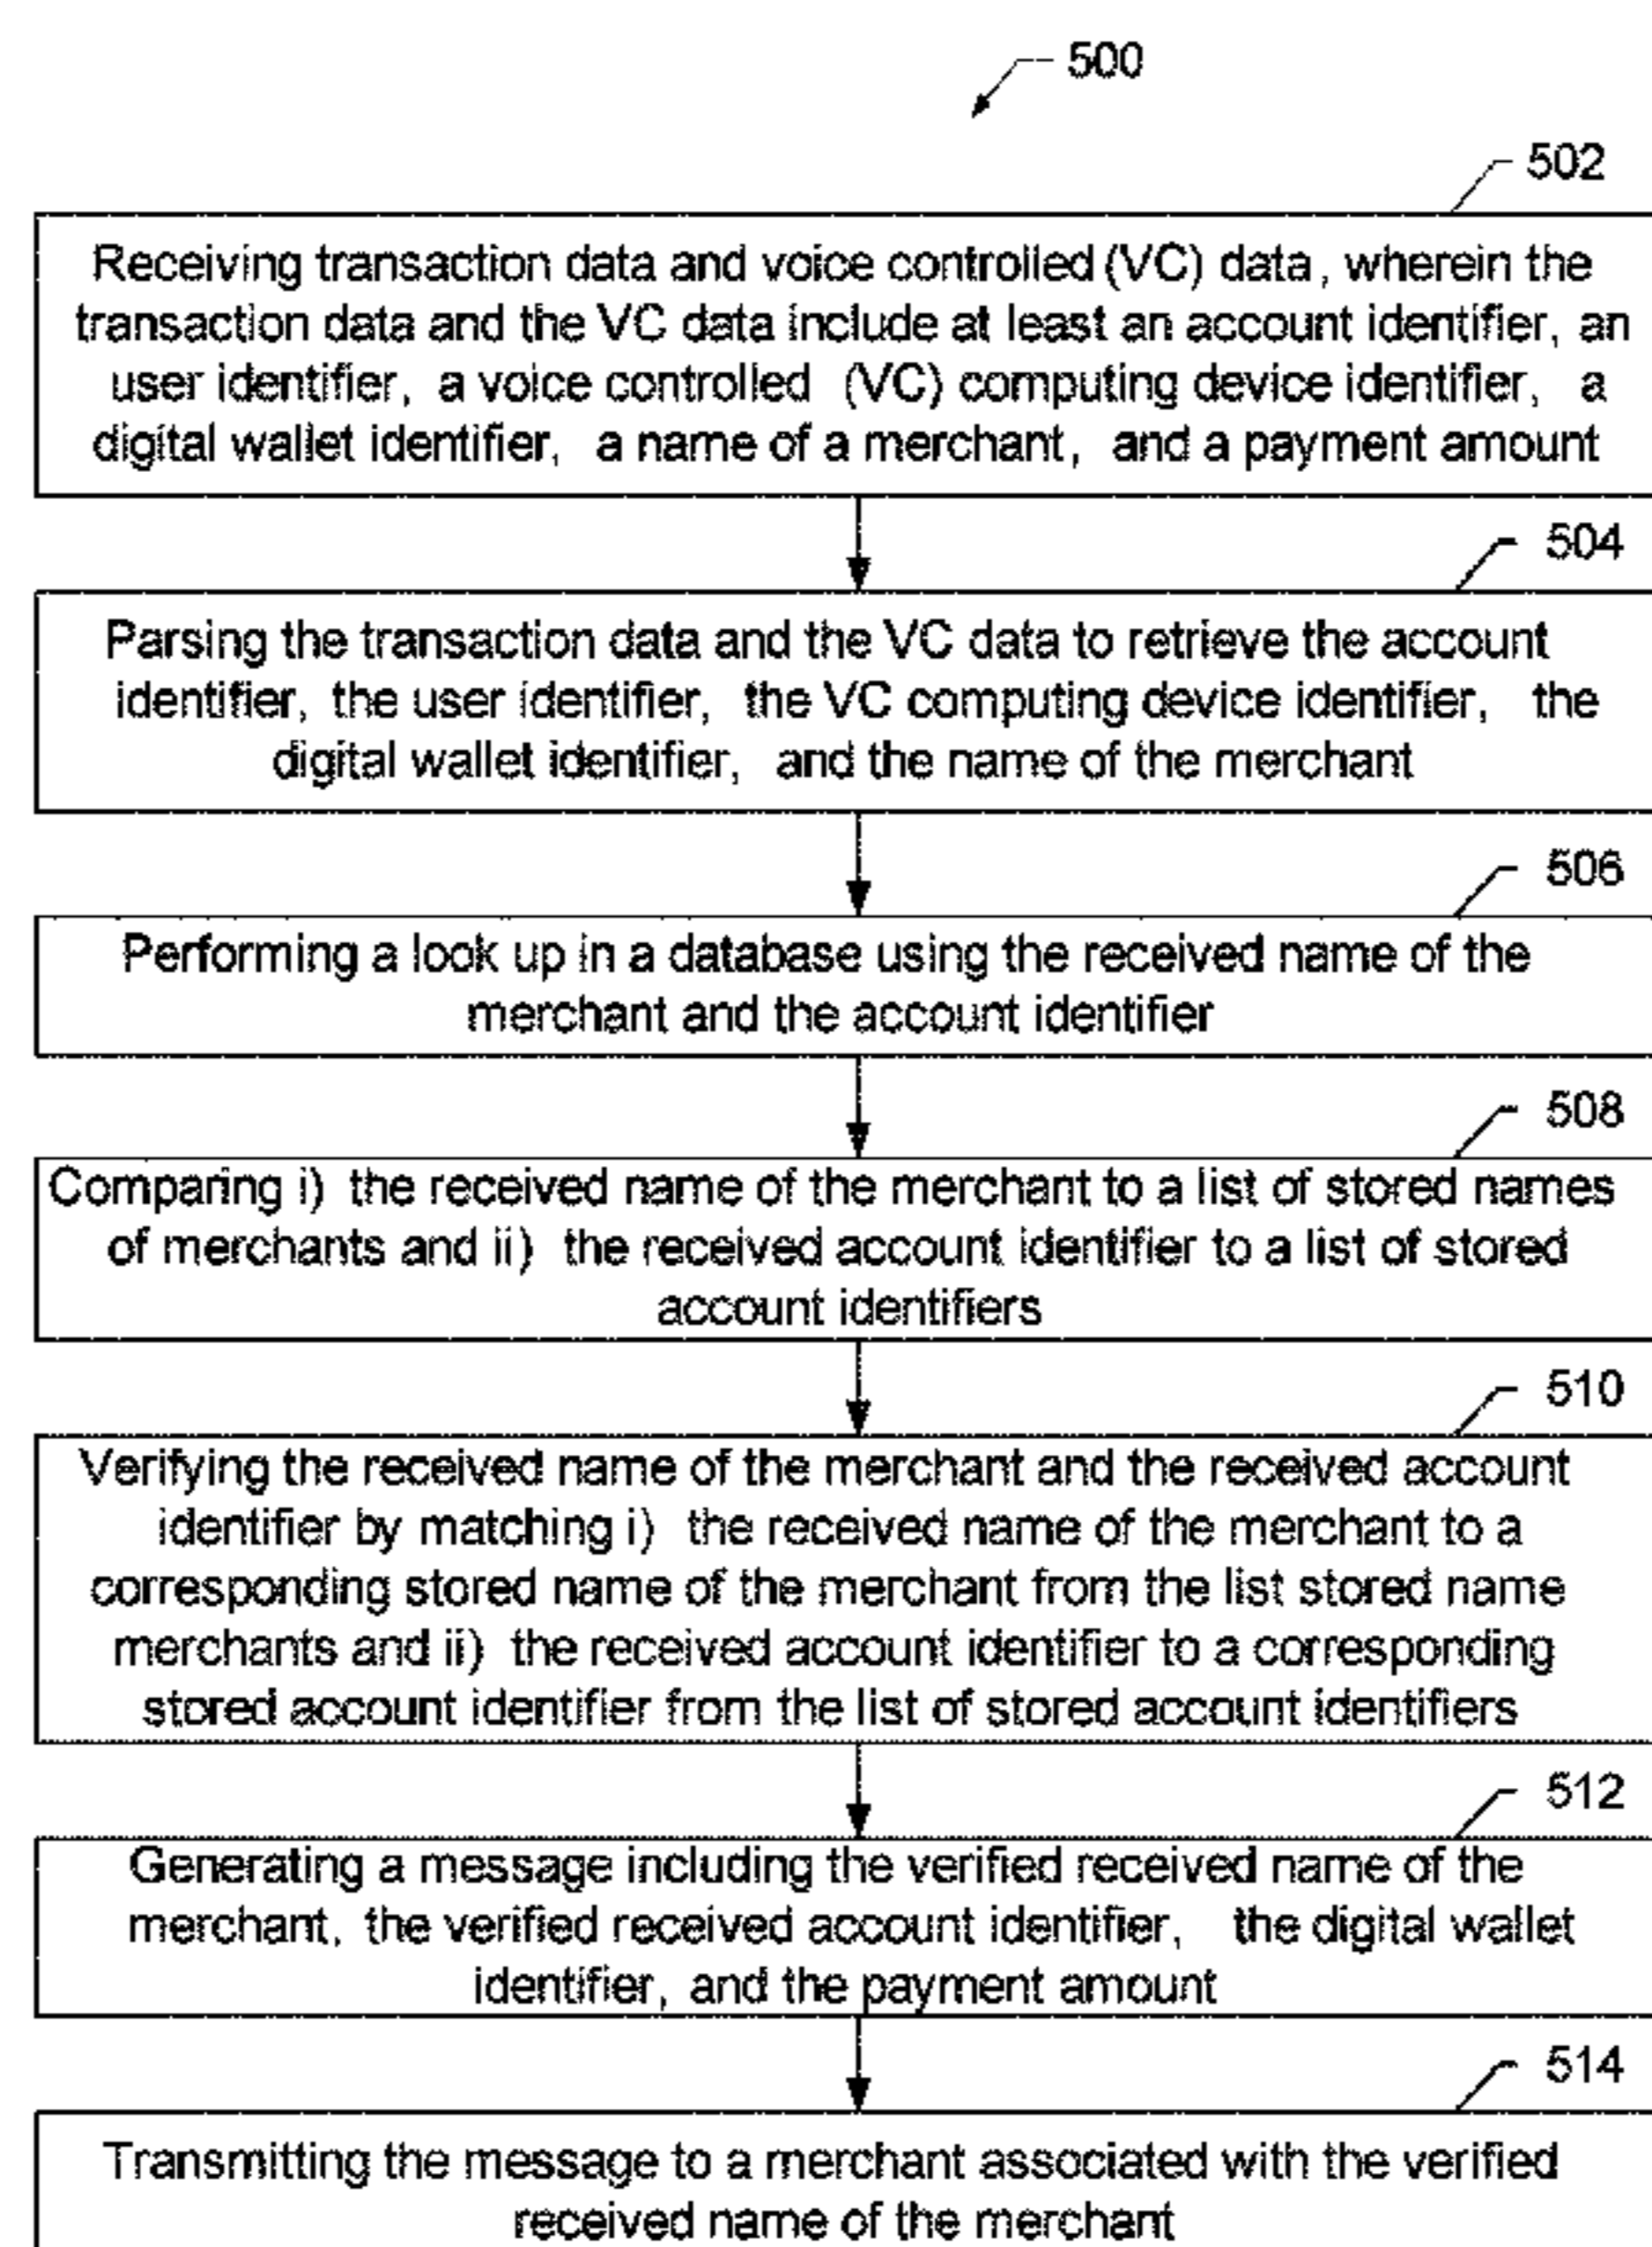 500
502
Receiving transaction data and voice controlled (VC) data, wherein the
transaction data and the VC data include at least an account identifier, an
user identifier, a voice controlled (VC) computing device identifier, a
digital wallet identifier, a name of a merchant, and a payment amount
504
Parsing the transaction data and the VC data to retrieve the account
identifier, the user identifier, the VC computing device identifier, the
digital wallet identifier, and the name of the merchant
506
Performing a look up in a database using the received name of the
merchant and the account identifier
508
Comparing i) the received name of the merchant to a list of stored names
of merchants and ii) the received account identifier to a list of stored
account identifiers
510
Verifying the received name of the merchant and the received account
identifier by matching i) the received name of the merchant to a
corresponding stored name of the merchant from the list stored name
merchants and ii) the received account identifier to a corresponding
stored account identifier from the list of stored account identifiers
512
Generating a message including the verified received name of the
merchant, the verified received account identifier, the digital wallet
identifier, and the payment amount
514
Transmitting the message to a merchant associated with the verified
received name of the merchant